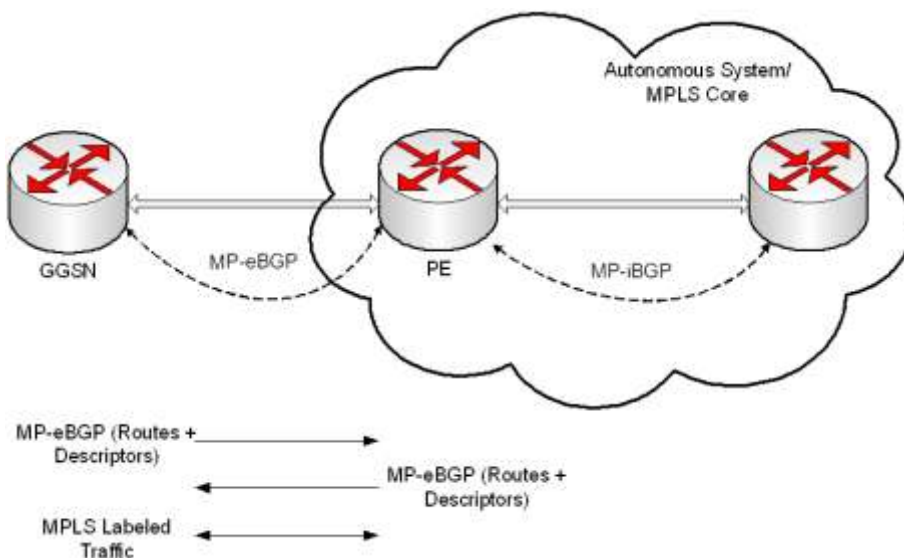 Autonomous System/
MPLS Core
GGSN
MP-eBGP
PE
MP-iBGP
MP-eBGP (Routes +
Descriptors)
MP-eBGP (Routes +
Descriptors)
MPLS Labeled
Traffic